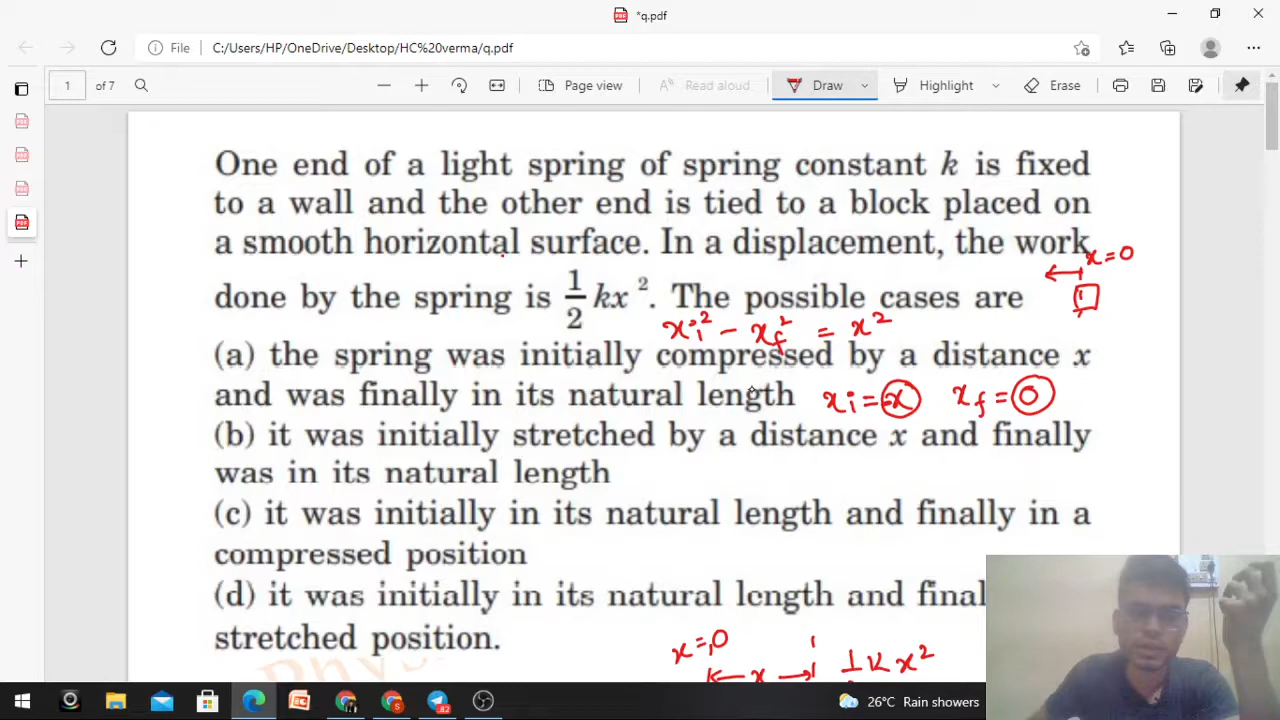 *q.pdf
File C:/Users/HP/OneDrive/Desktop/HC%20verma/q.pdf
1 of 7 Page view Read aloud Draw Highlight Erase
One end of a light spring of spring constant k is fixed
to a wall and the other end is tied to a block placed on
a smooth horizontal surface. In a displacement, the work
x=0
done by the spring is 1/2 kx². The possible cases are
xi² - xf² = x²
(a) the spring was initially compressed by a distance x
and was finally in its natural length xi = -x xf = 0
(b) it was initially stretched by a distance x and finally
was in its natural length
(c) it was initially in its natural length and finally in a
compressed position
(d) it was initially in its natural length and final
stretched position.
x=0
x 1 K x²
Phys
26°C Rain showers